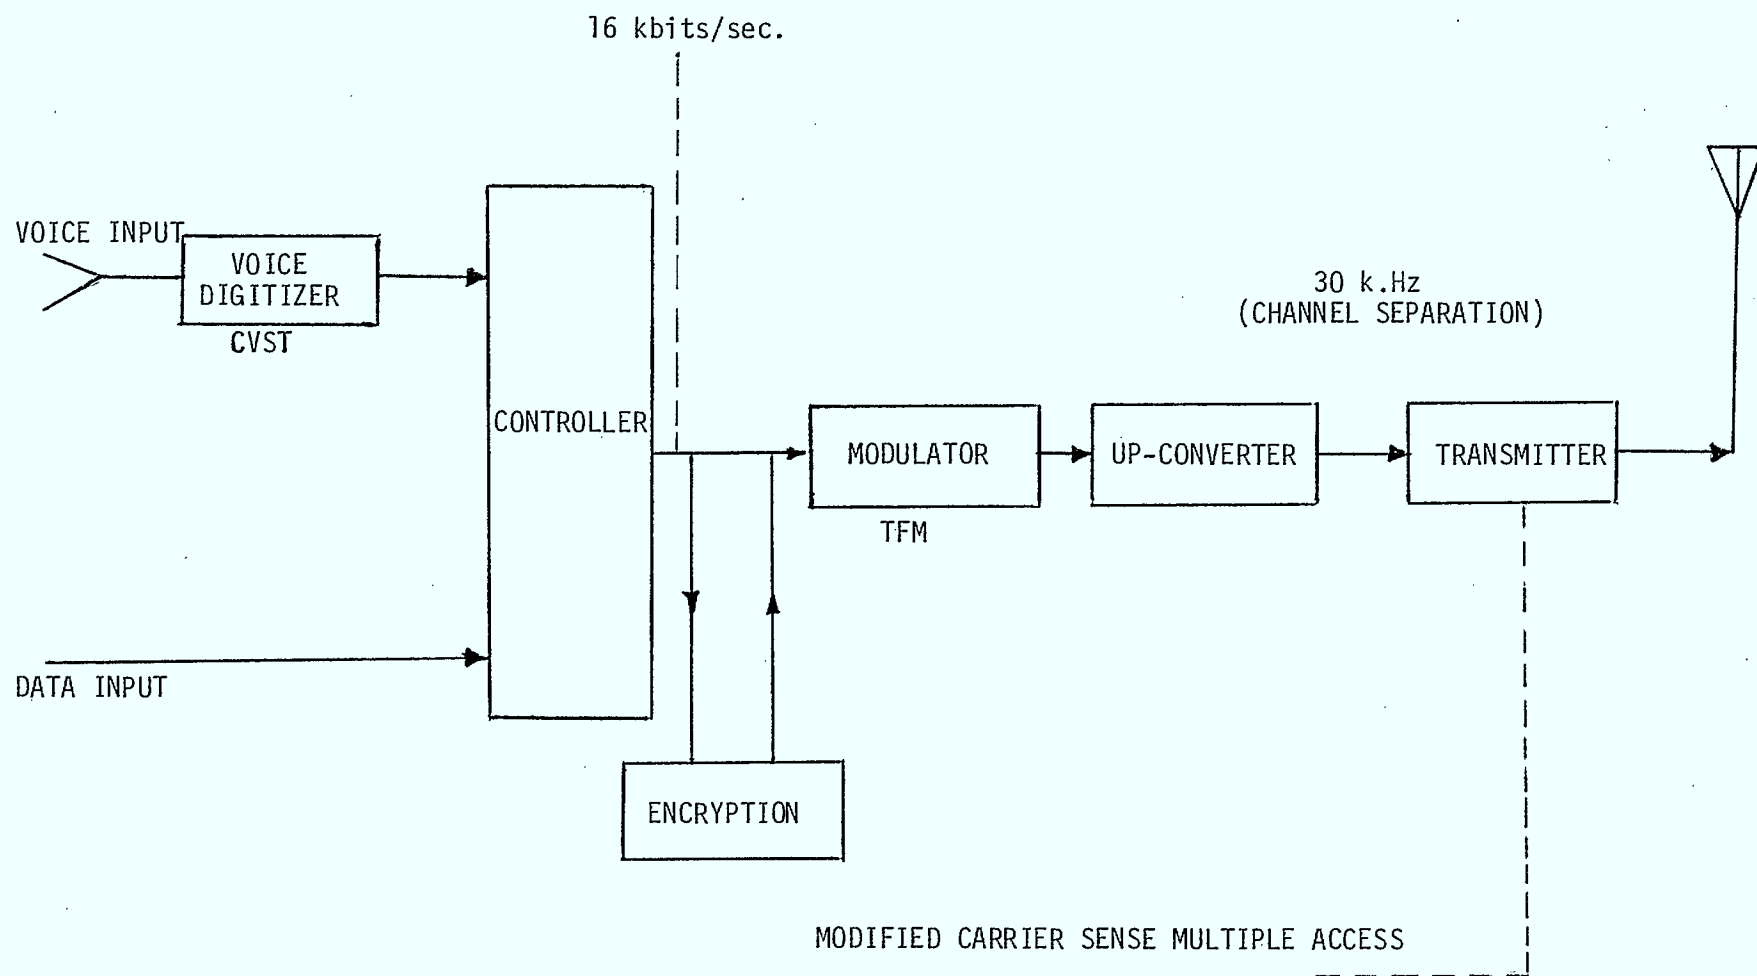 16 kbits/sec.
VOICE INPUT
VOICE
DIGITIZER
CVST
30 k.Hz
(CHANNEL SEPARATION)
CONTROLLER
MODULATOR
UP-CONVERTER
TRANSMITTER
TFM
DATA INPUT
ENCRYPTION
MODIFIED CARRIER SENSE MULTIPLE ACCESS